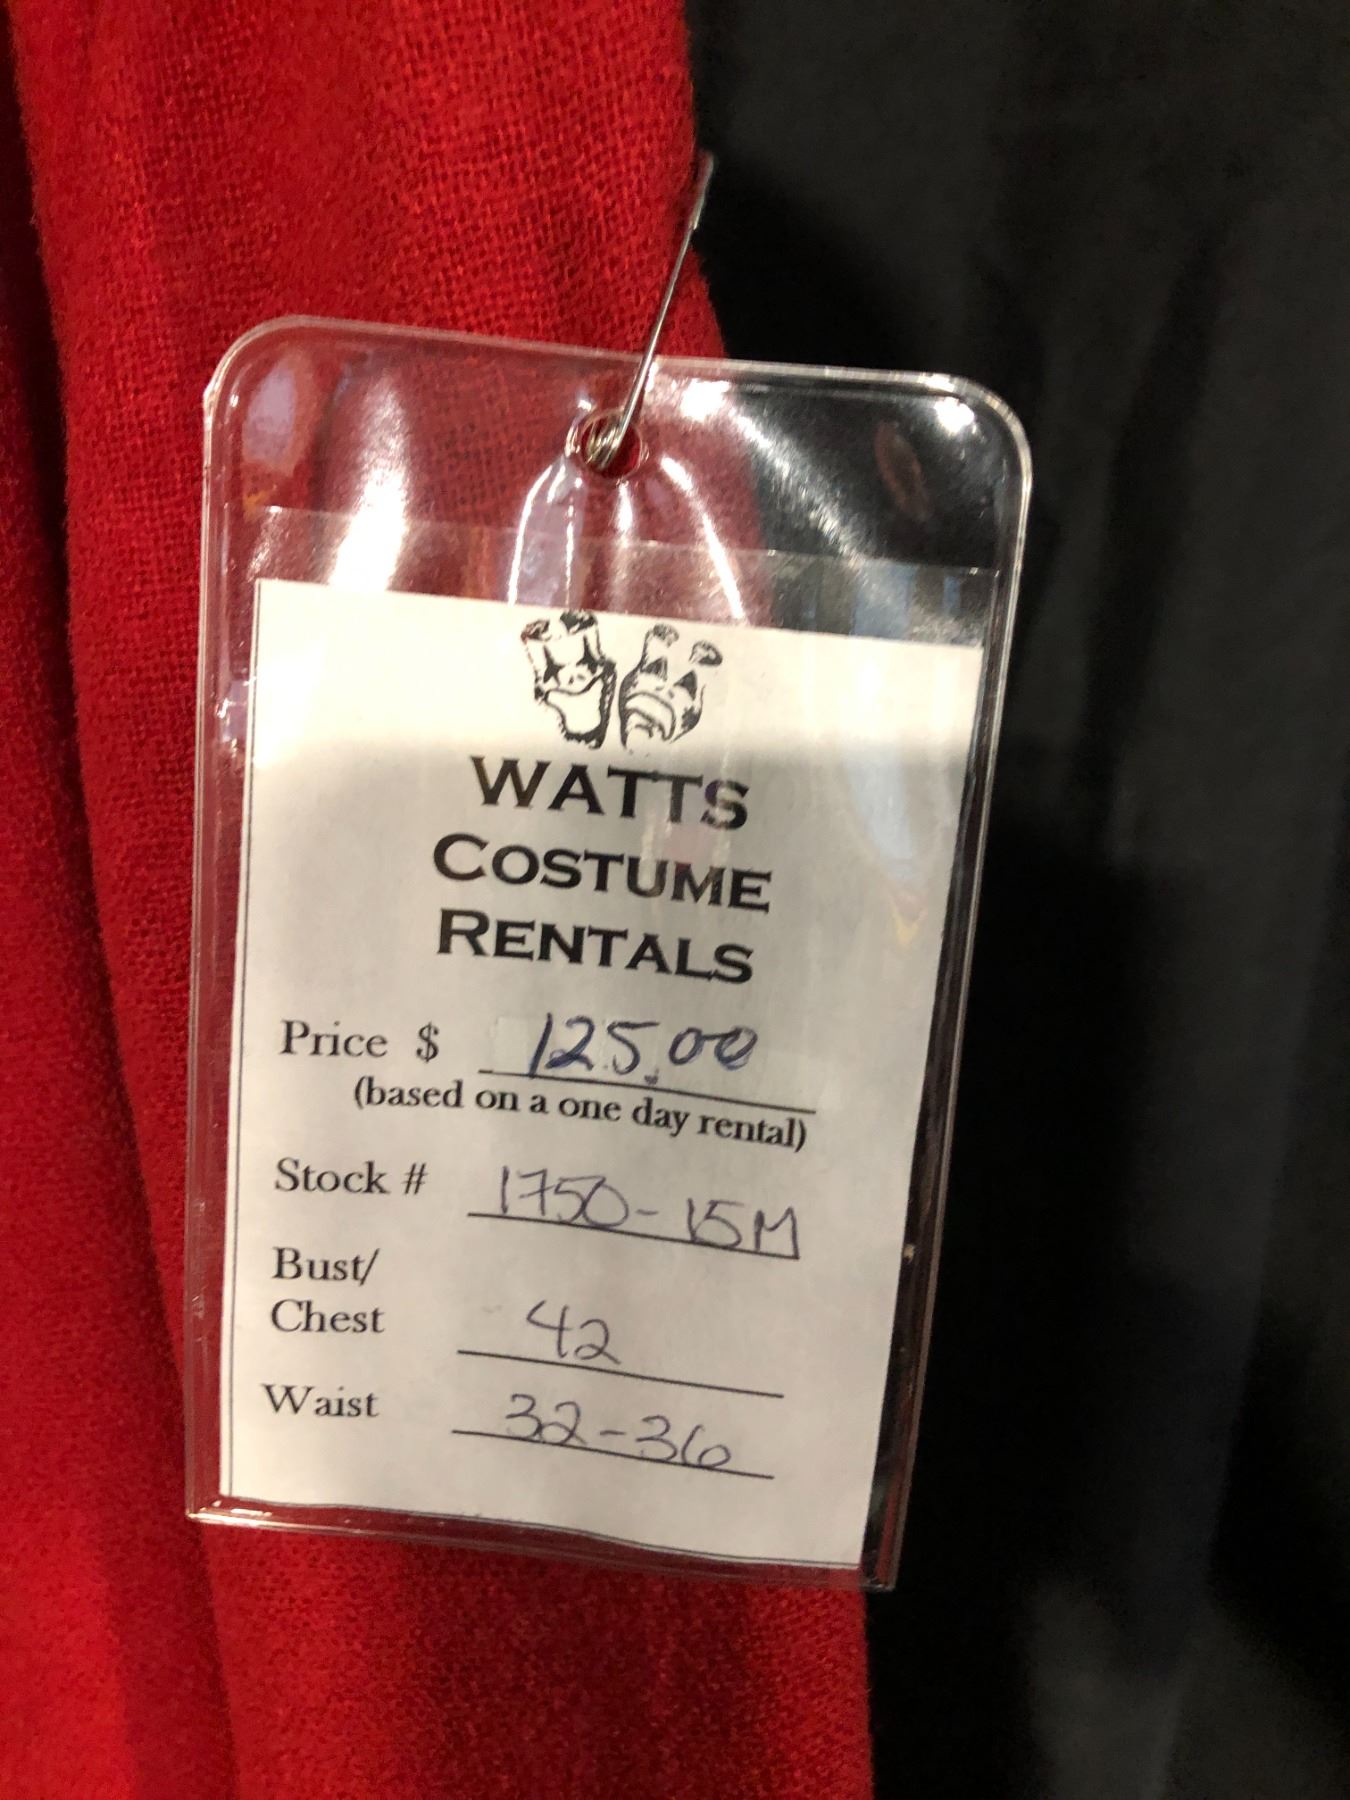 WATTS
COSTUME
RENTALS
Price $ 125.00
(based on a one day rental)
Stock # 1750-15M
Bust/
Chest 42
Waist 32-36